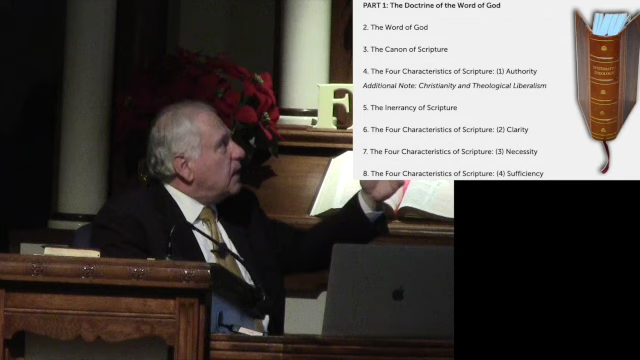 PART 1: The Doctrine of the Word of God
2. The Word of God
3. The Canon of Scripture
4. The Four Characteristics of Scripture: (1) Authority
Additional Note: Christianity and Theological Liberalism
5. The Inerrancy of Scripture
6. The Four Characteristics of Scripture: (2) Clarity
7. The Four Characteristics of Scripture: (3) Necessity
8. The Four Characteristics of Scripture: (4) Sufficiency